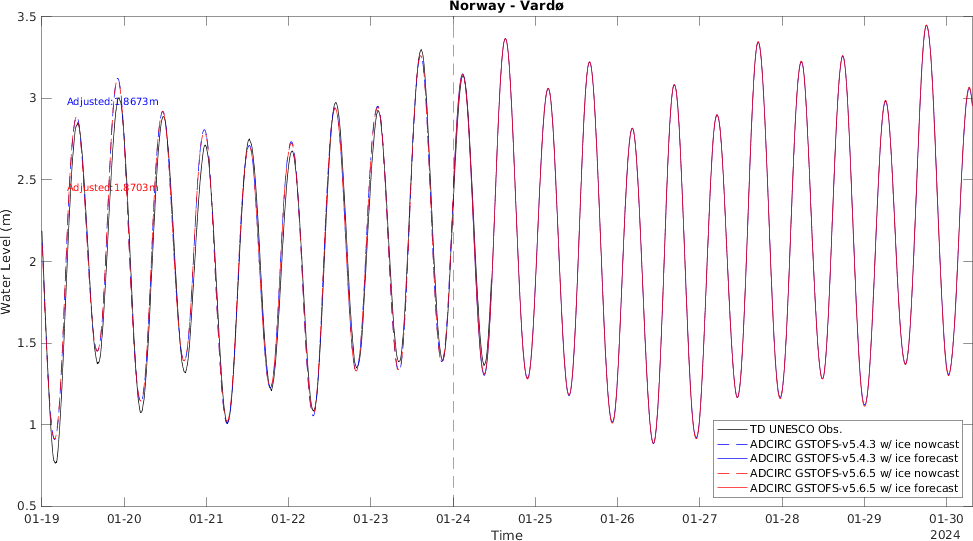 Norway - Vardø
3.5
3
2.5
2
1.5
1
0.5
Water Level (m)
Adjusted:1.8673m
Adjusted:1.8703m
TD UNESCO Obs.
ADCIRC GSTOFS-v5.4.3 w/ ice nowcast
ADCIRC GSTOFS-v5.4.3 w/ ice forecast
ADCIRC GSTOFS-v5.6.5 w/ ice nowcast
ADCIRC GSTOFS-v5.6.5 w/ ice forecast
01-19 01-20 01-21 01-22 01-23 01-24 01-25 01-26 01-27 01-28 01-29 01-30
Time
2024